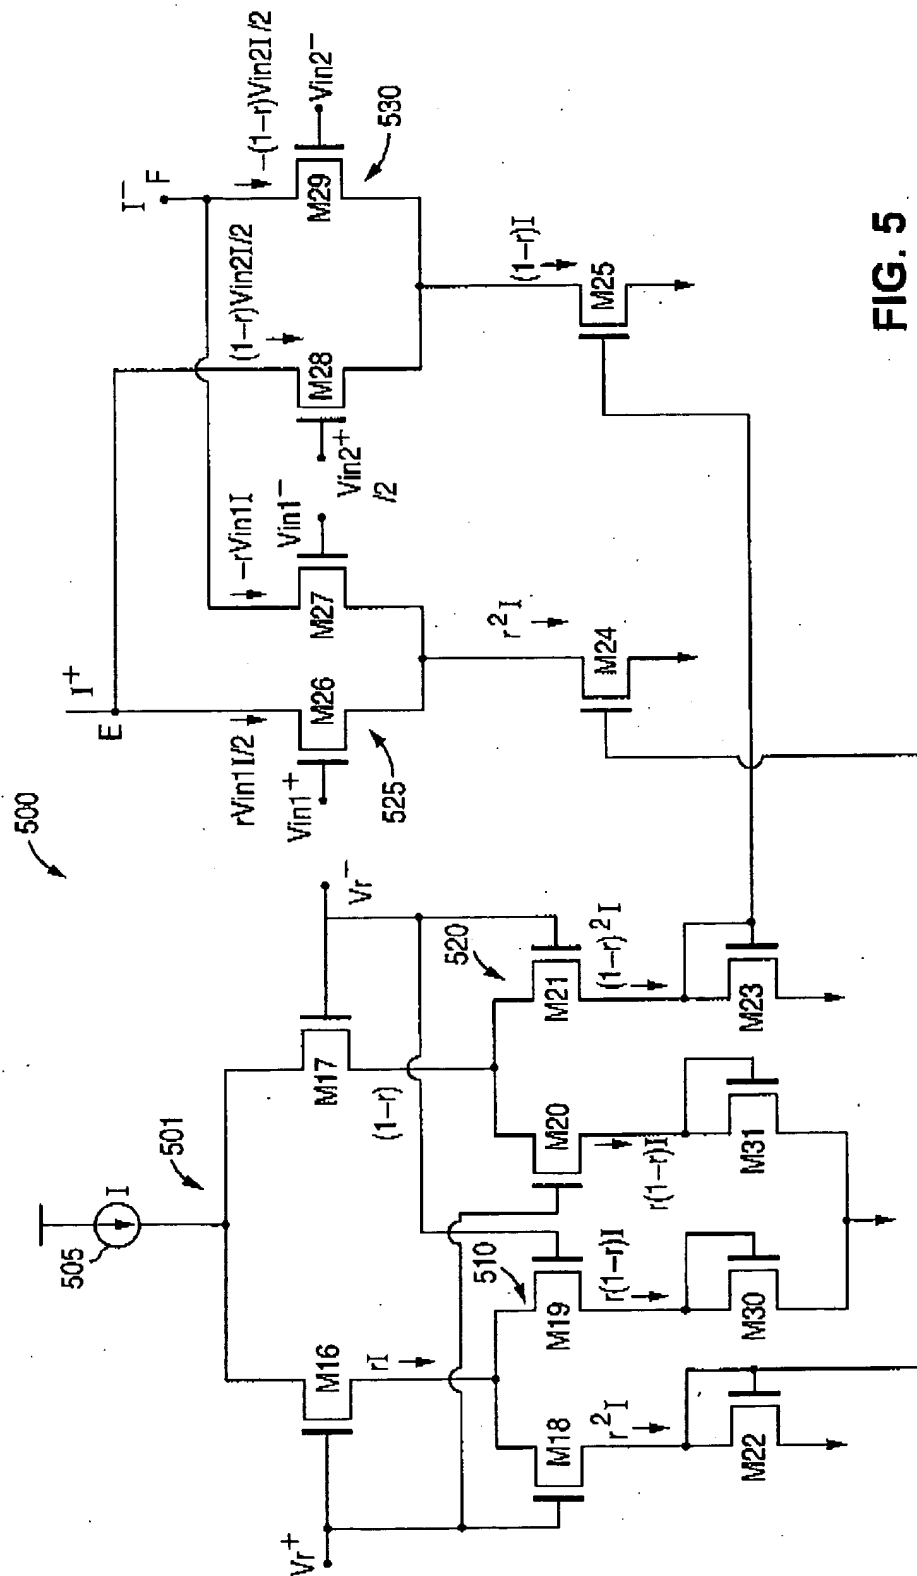 500
501
505
I
M16
M17
Vr+
Vr−
rI
(1−r)
510
520
M18
M19
M20
M21
r²I
r(1−r)I
r(1−r)I
(1−r)²I
M22
M30
M31
M23
I+
E
I−
F
rVin1I/2
−rVin1I
(1−r)Vin2I/2
−(1−r)Vin2I/2
Vin1+
M26
M27
Vin1−
Vin2+
/2
M28
M29
Vin2−
525
530
r²I
(1−r)I
M24
M25
FIG. 5